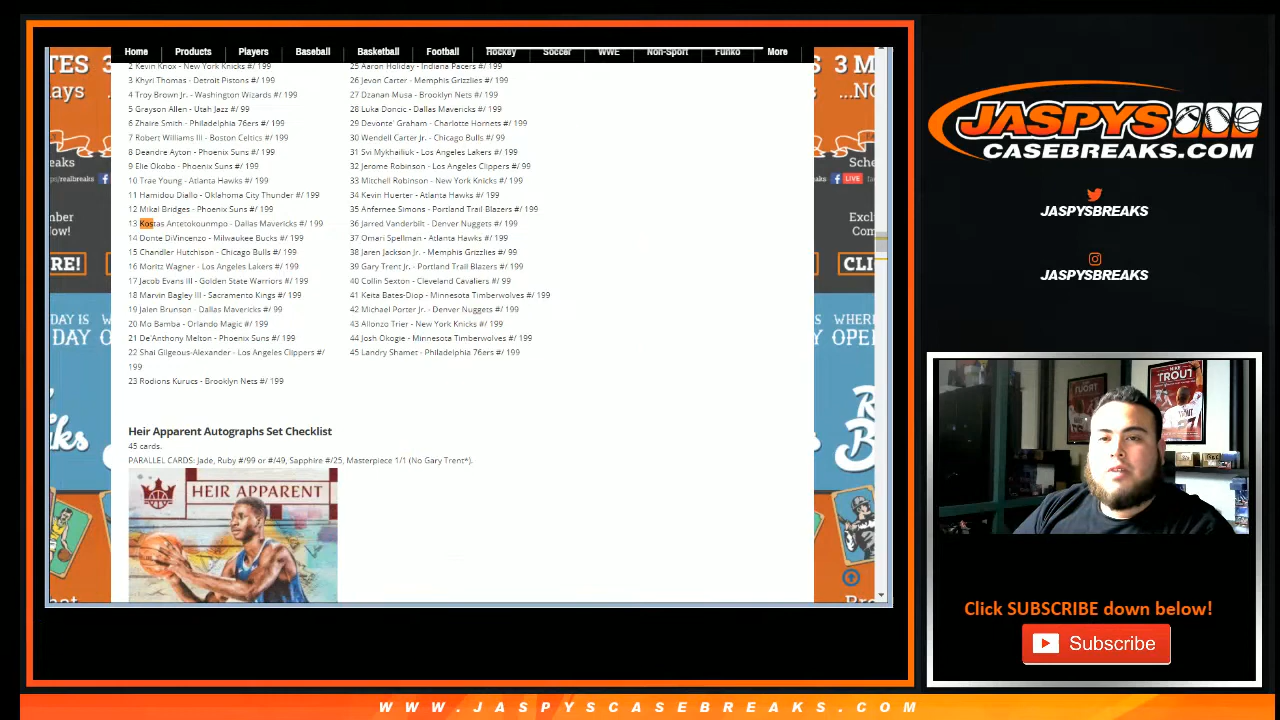 Home Products Players Baseball Basketball Football Hockey Soccer WWE Non-Sport Funko More
2 Kevin Knox - New York Knicks #/ 199
3 Khyri Thomas - Detroit Pistons #/ 199
4 Troy Brown Jr. - Washington Wizards #/ 199
5 Grayson Allen - Utah Jazz #/ 99
6 Zhaire Smith - Philadelphia 76ers #/ 199
7 Robert Williams III - Boston Celtics #/ 199
8 Deandre Ayton - Phoenix Suns #/ 199
9 Elie Okobo - Phoenix Suns #/ 199
10 Trae Young - Atlanta Hawks #/ 199
11 Hamidou Diallo - Oklahoma City Thunder #/ 199
12 Mikal Bridges - Phoenix Suns #/ 199
13 Kostas Antetokounmpo - Dallas Mavericks #/ 199
14 Donte DiVincenzo - Milwaukee Bucks #/ 199
15 Chandler Hutchison - Chicago Bulls #/ 199
16 Moritz Wagner - Los Angeles Lakers #/ 199
17 Jacob Evans III - Golden State Warriors #/ 199
18 Marvin Bagley III - Sacramento Kings #/ 199
19 Jalen Brunson - Dallas Mavericks #/ 99
20 Mo Bamba - Orlando Magic #/ 199
21 De'Anthony Melton - Phoenix Suns #/ 199
22 Shai Gilgeous-Alexander - Los Angeles Clippers #/
199
23 Rodions Kurucs - Brooklyn Nets #/ 199
25 Aaron Holiday - Indiana Pacers #/ 199
26 Jevon Carter - Memphis Grizzlies #/ 199
27 Dzanan Musa - Brooklyn Nets #/ 199
28 Luka Doncic - Dallas Mavericks #/ 199
29 Devonte' Graham - Charlotte Hornets #/ 199
30 Wendell Carter Jr. - Chicago Bulls #/ 99
31 Svi Mykhailiuk - Los Angeles Lakers #/ 199
32 Jerome Robinson - Los Angeles Clippers #/ 99
33 Mitchell Robinson - New York Knicks #/ 199
34 Kevin Huerter - Atlanta Hawks #/ 199
35 Anfernee Simons - Portland Trail Blazers #/ 199
36 Jarred Vanderbilt - Denver Nuggets #/ 199
37 Omari Spellman - Atlanta Hawks #/ 199
38 Jaren Jackson Jr. - Memphis Grizzlies #/ 99
39 Gary Trent Jr. - Portland Trail Blazers #/ 199
40 Collin Sexton - Cleveland Cavaliers #/ 99
41 Keita Bates-Diop - Minnesota Timberwolves #/ 199
42 Michael Porter Jr. - Denver Nuggets #/ 199
43 Allonzo Trier - New York Knicks #/ 199
44 Josh Okogie - Minnesota Timberwolves #/ 199
45 Landry Shamet - Philadelphia 76ers #/ 199
Heir Apparent Autographs Set Checklist
45 cards.
PARALLEL CARDS: Jade, Ruby #/99 or #/49, Sapphire #/25, Masterpiece 1/1 (No Gary Trent*).
HEIR APPARENT
JASPYS
CASEBREAKS.COM
JASPYSBREAKS
JASPYSBREAKS
TROUT
Click SUBSCRIBE down below!
Subscribe
WWW.JASPYSCASEBREAKS.COM